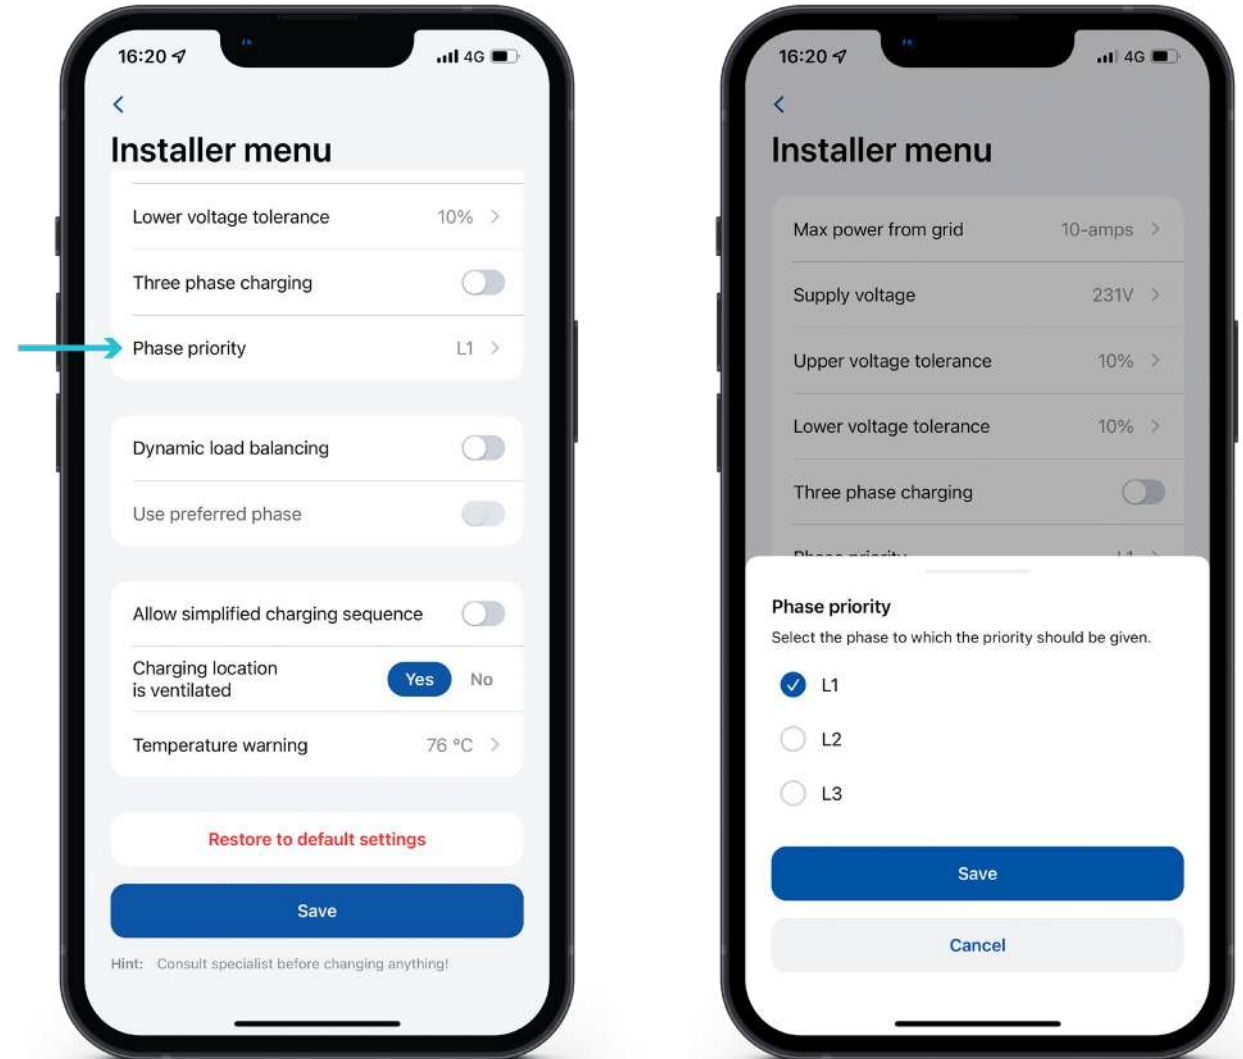 16:20
4G
Installer menu
Lower voltage tolerance 10%
Three phase charging
Phase priority L1
Dynamic load balancing
Use preferred phase
Allow simplified charging sequence
Charging location
is ventilated
Yes No
Temperature warning 76 °C
Restore to default settings
Save
Hint: Consult specialist before changing anything!
16:20
4G
Installer menu
Max power from grid 10-amps
Supply voltage 231V
Upper voltage tolerance 10%
Lower voltage tolerance 10%
Three phase charging
Phase priority L1
Phase priority
Select the phase to which the priority should be given.
L1
L2
L3
Save
Cancel